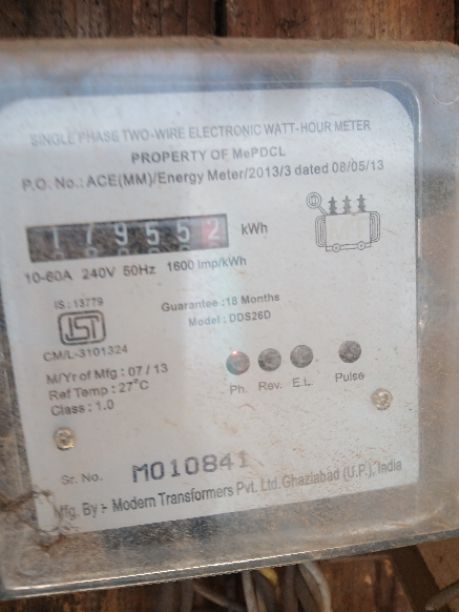 SINGLE PHASE TWO-WIRE ELECTRONIC WATT-HOUR METER
PROPERTY OF MePDCL
P.O. No.: ACE(MM)/Energy Meter/2013/3 dated 08/05/13
179552 kWh
10-60A 240V 50Hz 1600 Imp/kWh
IS : 13779
Guarantee : 18 Months
Model : DDS26D
ISI
CM/L-3101324
M/Yr of Mfg : 07 / 13
Ref Temp : 27°C
Class : 1.0
Ph. Rev. E.L. Pulse
Sr. No. M010841
Mfg. By :- Modern Transformers Pvt. Ltd. Ghaziabad (U.P.), India